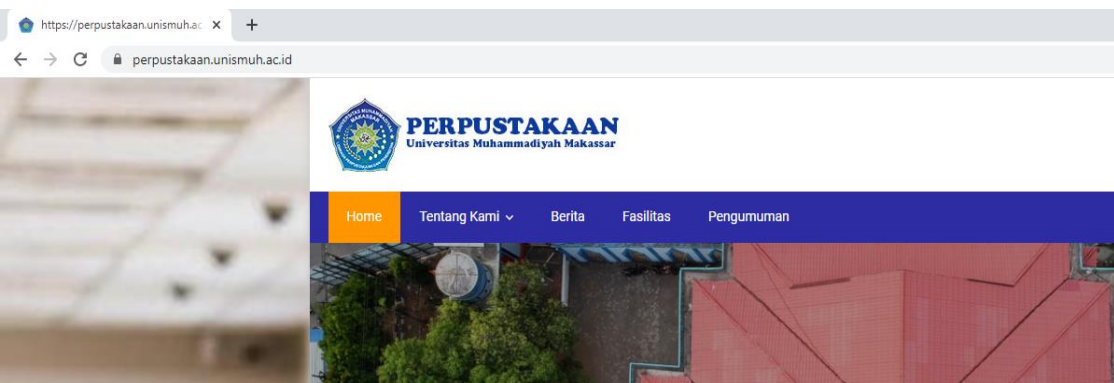 https://perpustakaan.unismuh.ac
perpustakaan.unismuh.ac.id
PERPUSTAKAAN
Universitas Muhammadiyah Makassar
Home Tentang Kami Berita Fasilitas Pengumuman